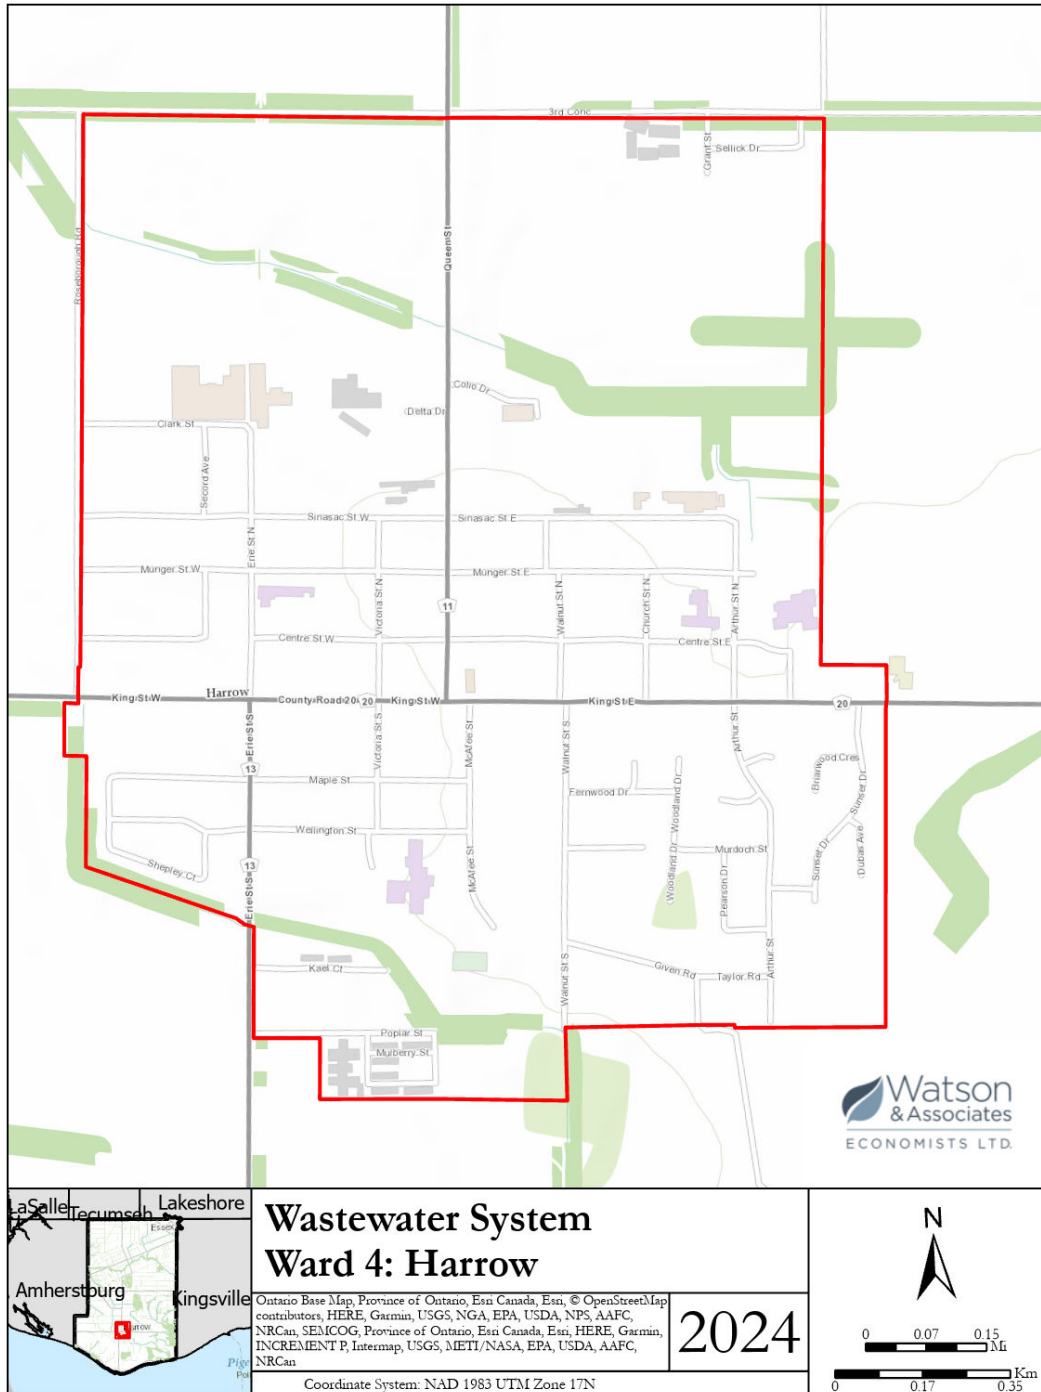 3rd Conc
Grant St
Sellick Dr
Roseborough Rd
Queen St
Colio Dr
Delta Dr
Clark St
Secord Ave
Erie St N
Sinasac St W
Sinasac St E
Munger St W
Munger St E
11
Victoria St N
Walnut St N
Church St N
Arthur St N
Centre St W
Centre St E
King St W
Harrow
County Road 20
20
King St W
King St E
20
Erie St S
13
Victoria St S
McAfee St
Walnut St S
Arthur St
Maple St
Fernwood Dr
Woodland Dr
Briarwood Cres
Sunset Dr
Wellington St
Shepley Ct
13
Erie St S
McAfee St
Woodland Dr
Murdoch St
Pearson Dr
Sunset Dr
Dubas Ave
Kael Ct
Walnut St S
Given Rd
Taylor Rd
Arthur St
Poplar St
Mulberry St
Watson
& Associates
ECONOMISTS LTD.
LaSalle
Tecumseh
Lakeshore
Essex
Amherstburg
Kingsville
Wastewater System
Ward 4: Harrow
Ontario Base Map, Province of Ontario, Esri Canada, Esri, © OpenStreetMap
contributors, HERE, Garmin, USGS, NGA, EPA, USDA, NPS, AAFC,
NRCan, SEMCOG, Province of Ontario, Esri Canada, Esri, HERE, Garmin,
INCREMENT P, Intermap, USGS, METI/NASA, EPA, USDA, AAFC,
NRCan
Coordinate System: NAD 1983 UTM Zone 17N
2024
N
0 0.07 0.15
Mi
Km
0 0.17 0.35